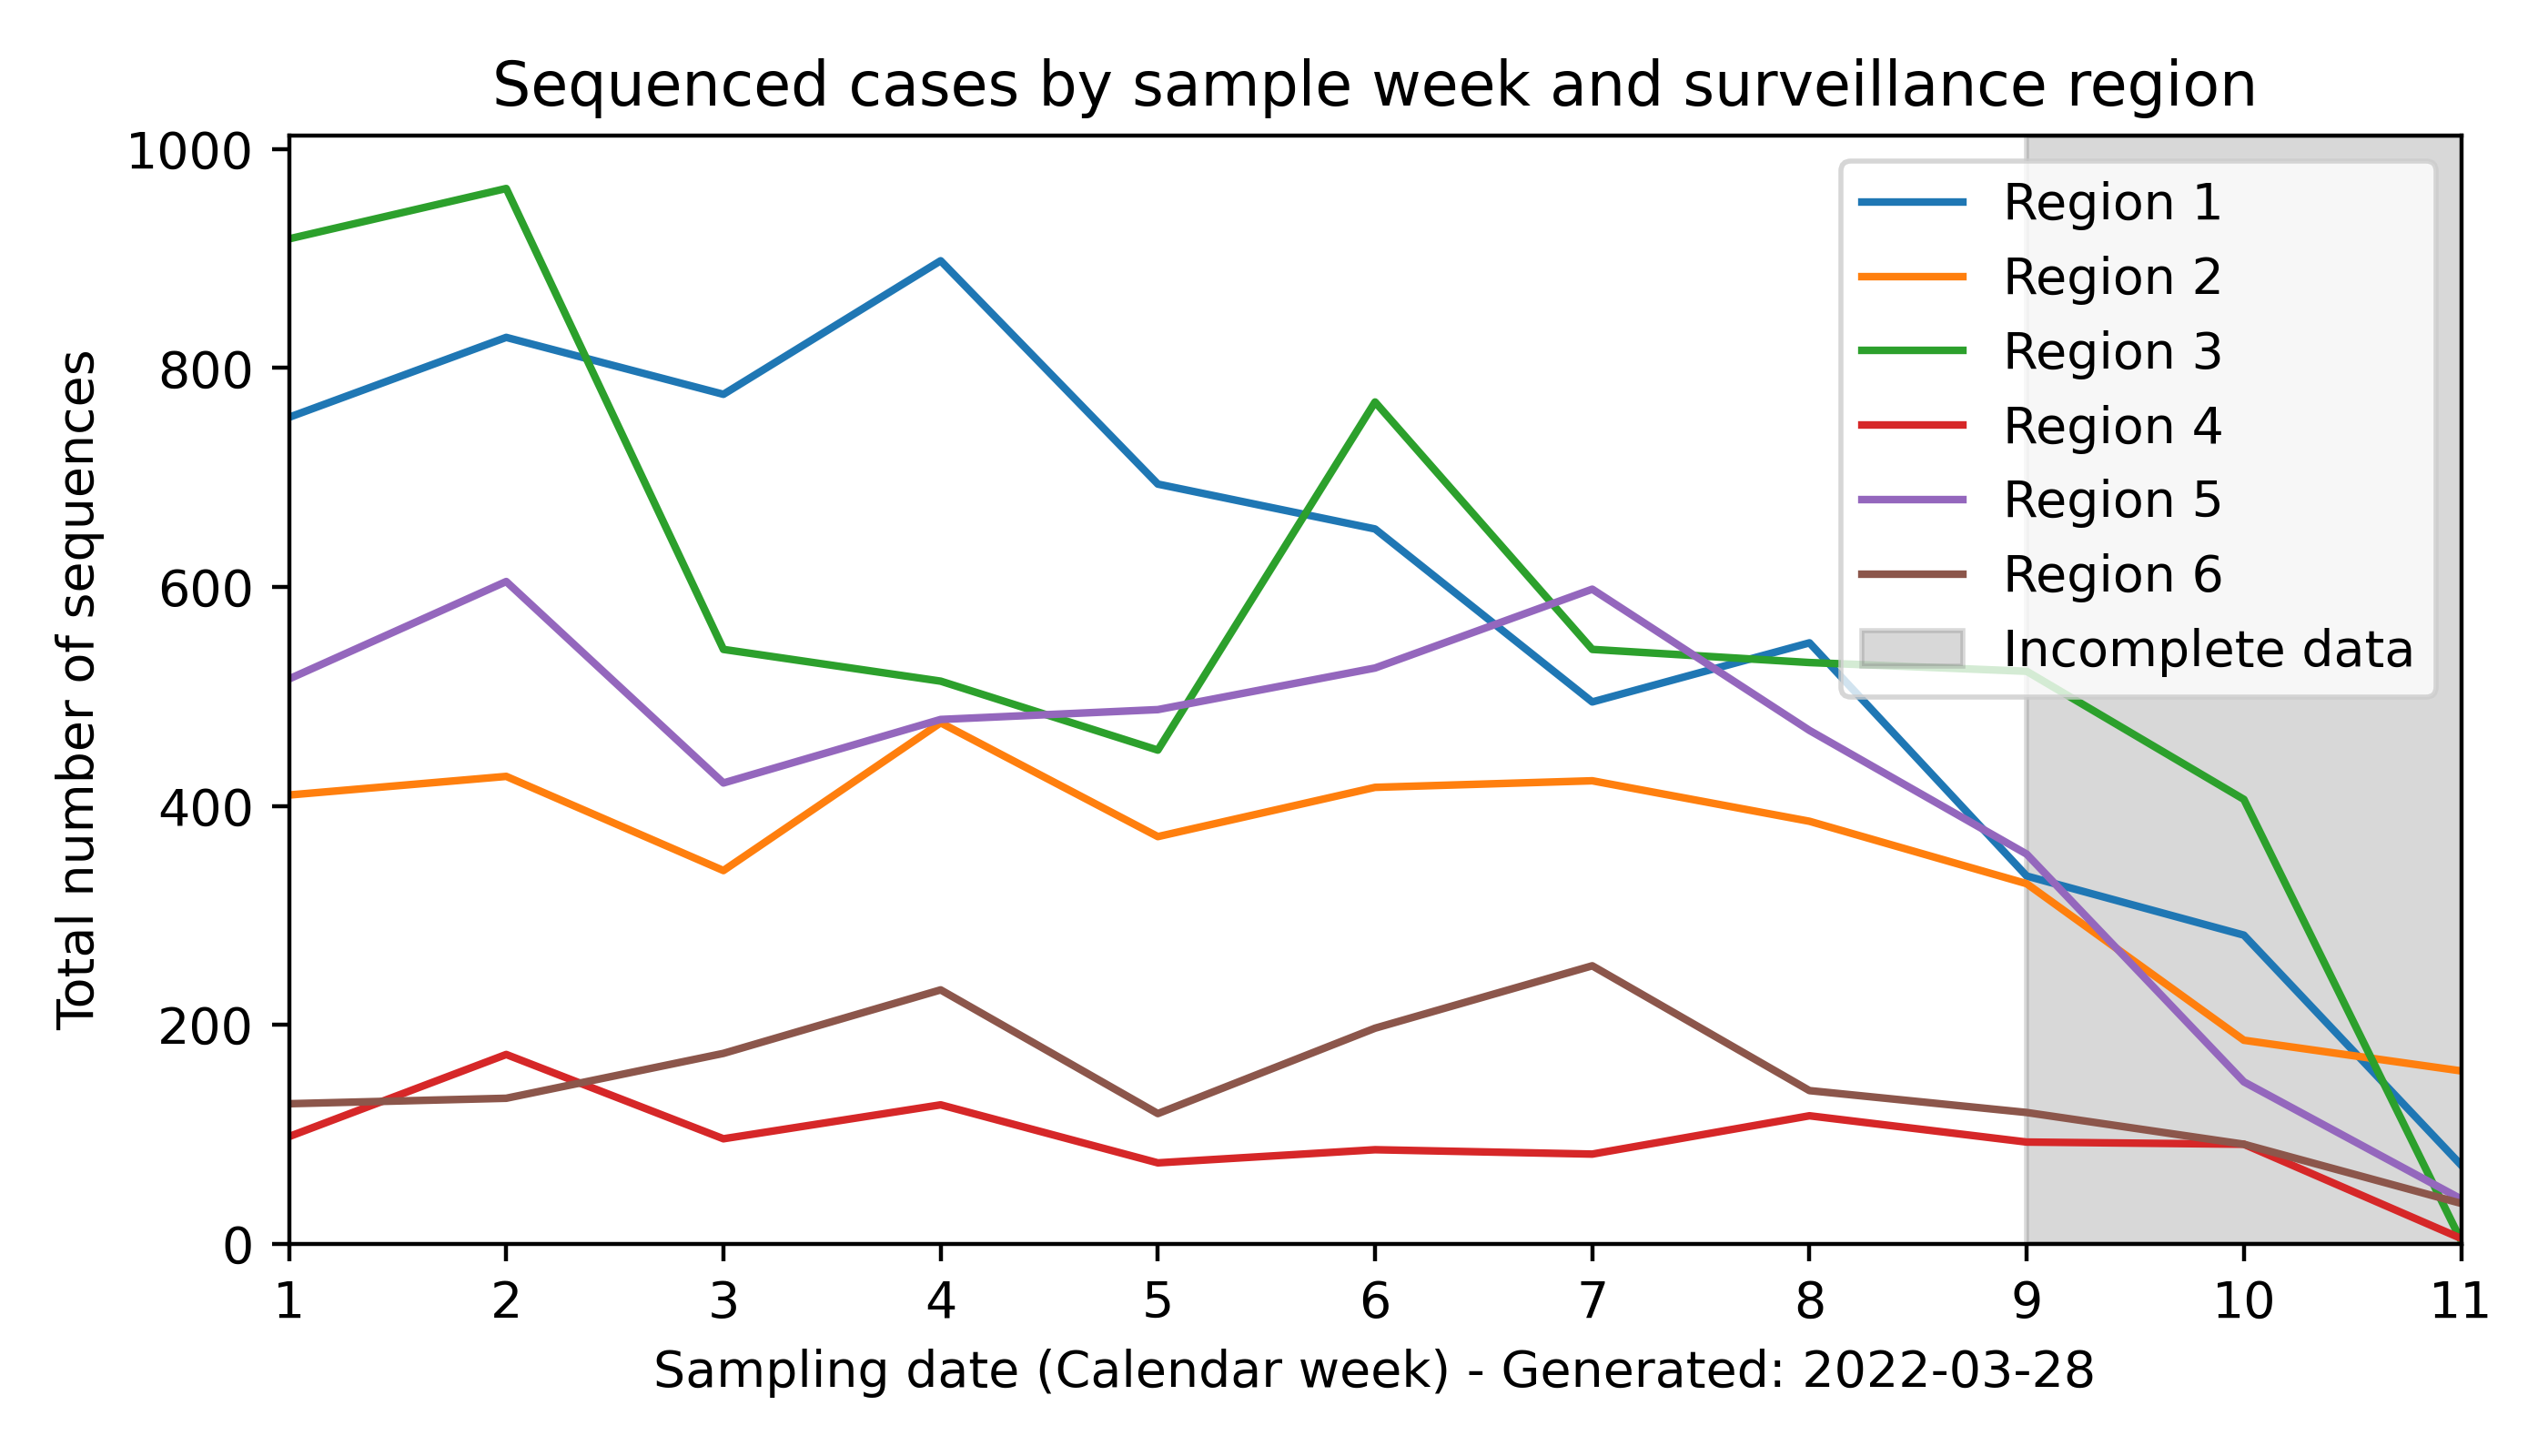 Sequenced cases by sample week and surveillance region
Total number of sequences
1000
800
600
400
200
0
Region 1
Region 2
Region 3
Region 4
Region 5
Region 6
Incomplete data
1 2 3 4 5 6 7 8 9 10 11
Sampling date (Calendar week) - Generated: 2022-03-28